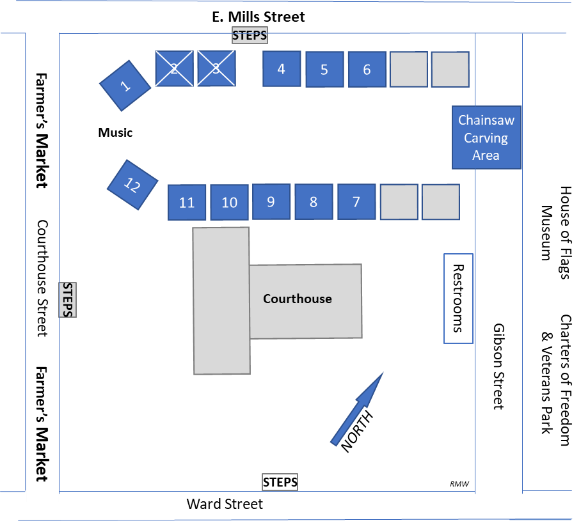 E. Mills Street
STEPS
1
2
3
4
5
6
Farmer's Market
Music
Chainsaw
Carving
Area
12
11
10
9
8
7
House of Flags
Museum
Courthouse Street
STEPS
Courthouse
Restrooms
Gibson Street
Charters of Freedom
& Veterans Park
Farmer's Market
NORTH
STEPS
RMW
Ward Street